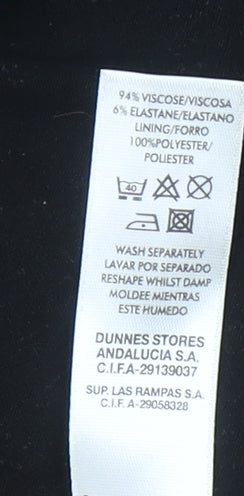 94% VISCOSE/VISCOSA
6% ELASTANE/ELASTANO
LINING/FORRO
100%POLYESTER/
POLIESTER
40
WASH SEPARATELY
LAVAR POR SEPARADO
RESHAPE WHILST DAMP
MOLDEE MIENTRAS
ESTE HUMEDO
DUNNES STORES
ANDALUCIA S.A.
C.I.F.A-29139037
SUP. LAS RAMPAS S.A.
C.I.F. A-29058328